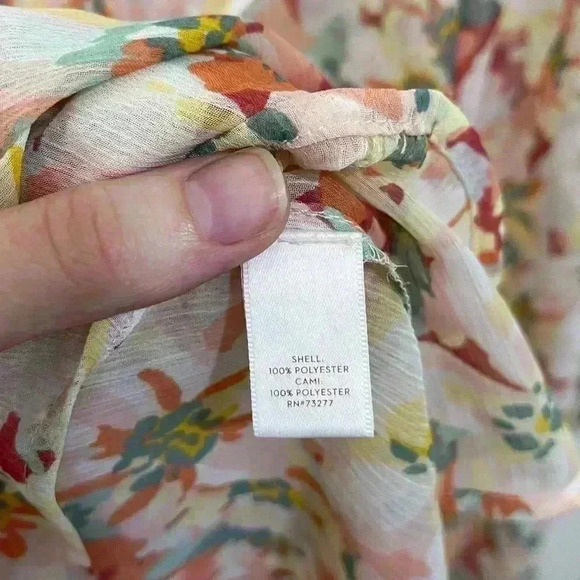 SHELL:
100% POLYESTER
CAMI:
100% POLYESTER
RN#73277